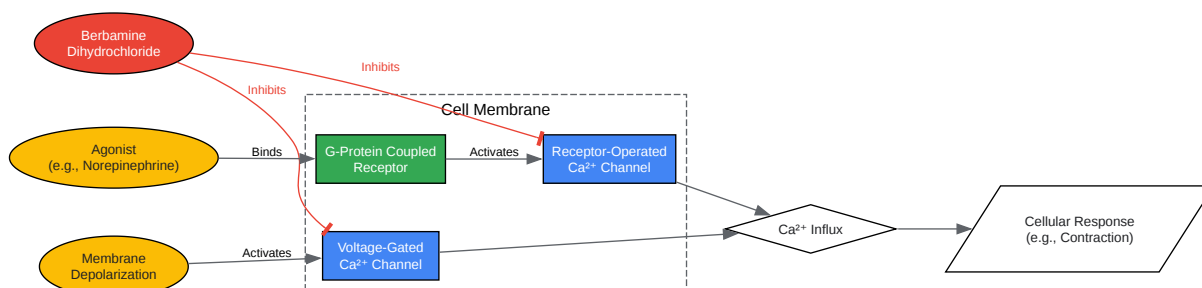 Berbamine
Dihydrochloride
Inhibits
Inhibits
Cell Membrane
Agonist
(e.g., Norepinephrine)
Binds
G-Protein Coupled
Receptor
Activates
Receptor-Operated
Ca²⁺ Channel
Membrane
Depolarization
Activates
Voltage-Gated
Ca²⁺ Channel
Ca²⁺ Influx
Cellular Response
(e.g., Contraction)